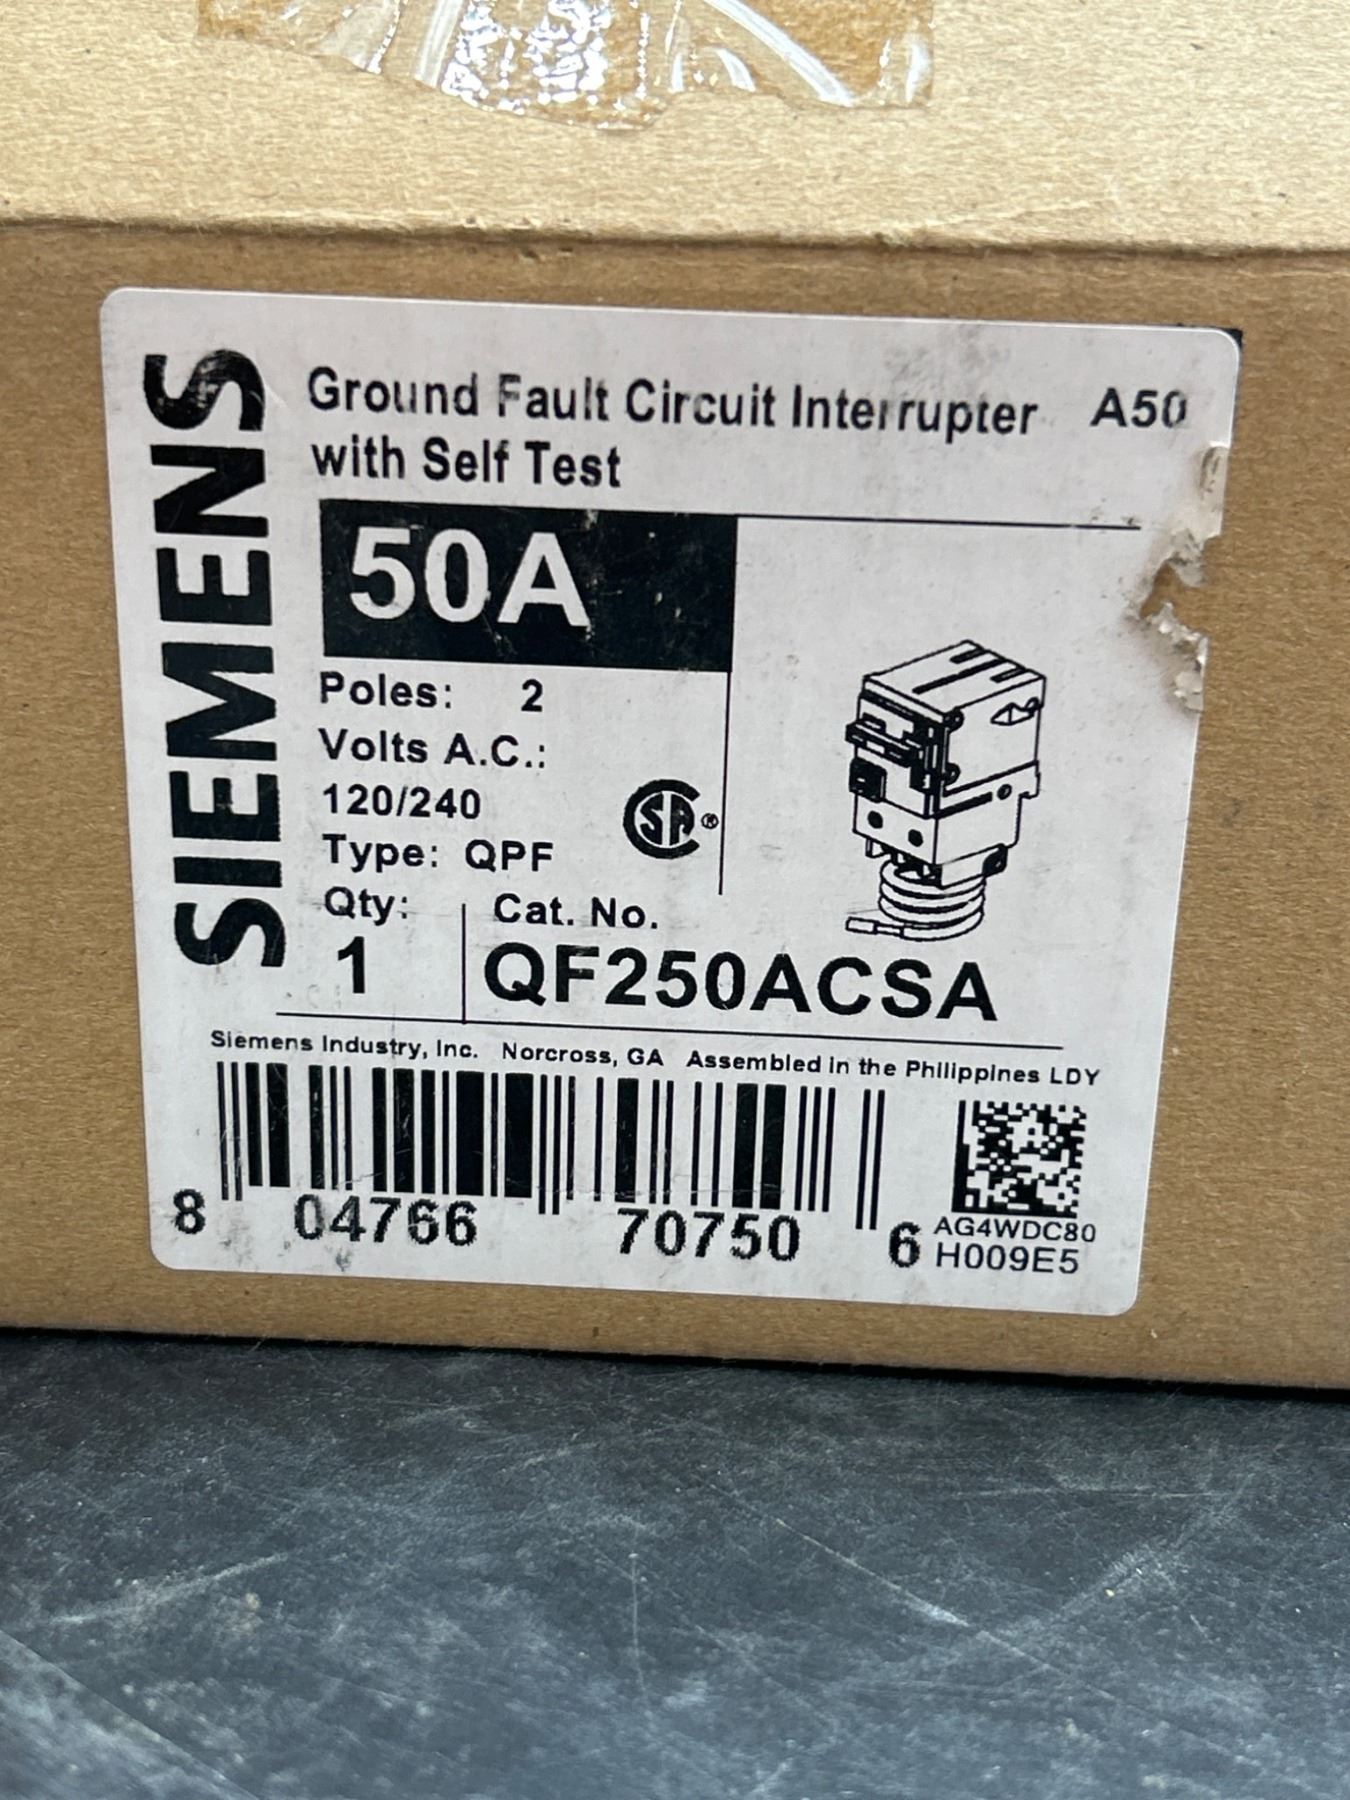 SIEMENS
Ground Fault Circuit Interrupter A50
with Self Test
50A
Poles: 2
Volts A.C.:
120/240
Type: QPF
SA®
Qty:
1
Cat. No.
QF250ACSA
Siemens Industry, Inc. Norcross, GA Assembled in the Philippines LDY
8 04766 70750 6
AG4WDC80
H009E5